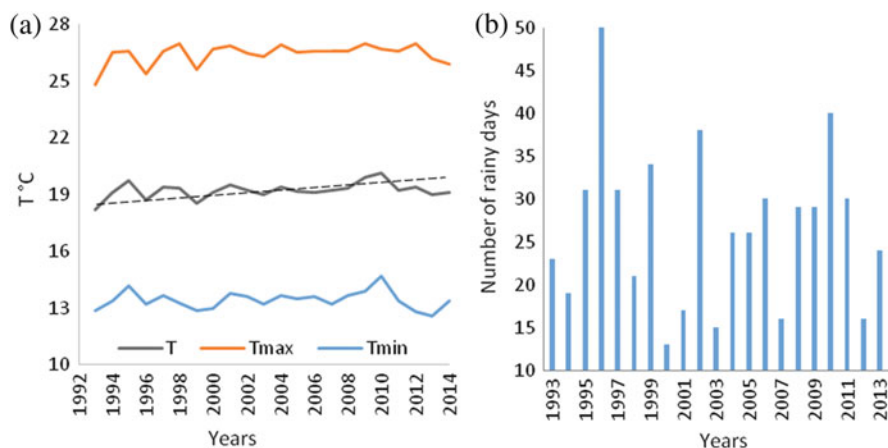 (a)
28
25
22
19
16
13
10
T °C
T Tmax Tmin
1992 1994 1996 1998 2000 2002 2004 2006 2008 2010 2012 2014
Years
(b)
50
45
40
35
30
25
20
15
10
Number of rainy days
1993 1995 1997 1999 2001 2003 2005 2007 2009 2011 2013
Years